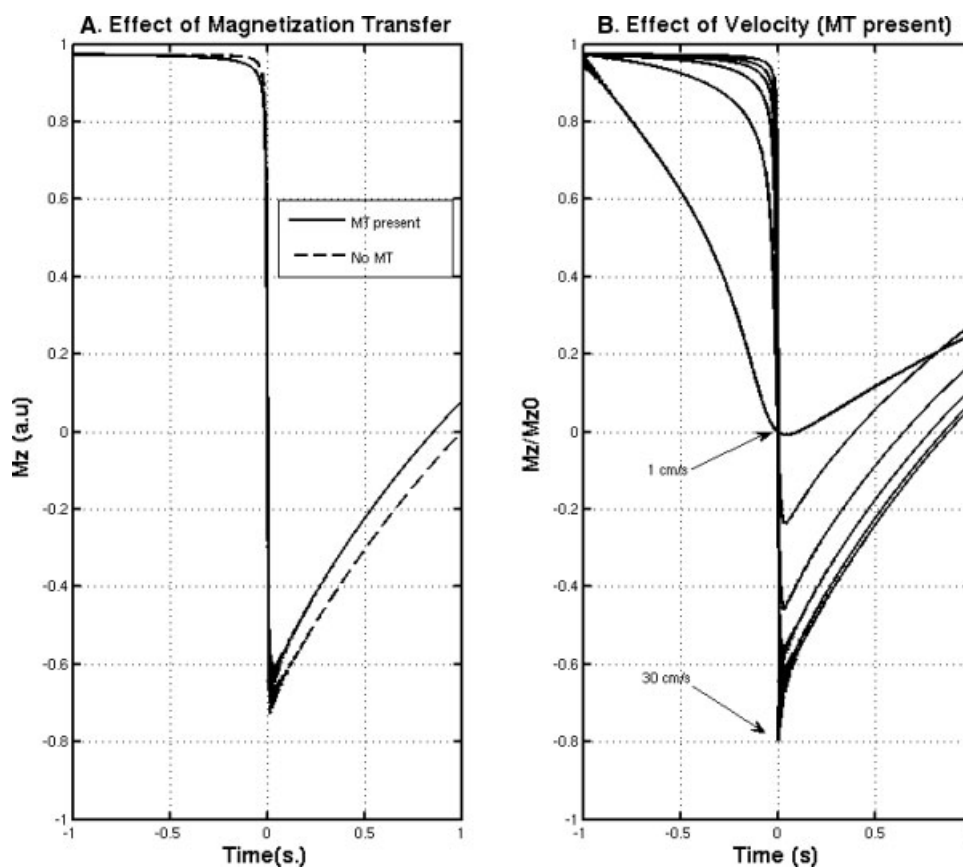 A. Effect of Magnetization Transfer
1
0.8
0.6
0.4
0.2
0
-0.2
-0.4
-0.6
-0.8
-1
Mz (a.u)
MT present
No MT
-1 -0.5 0 0.5 1
Time(s.)
B. Effect of Velocity (MT present)
1
0.8
0.6
0.4
0.2
0
-0.2
-0.4
-0.6
-0.8
-1
Mz/Mz0
1 cm/s
30 cm/s
-1 -0.5 0 0.5
Time (s)